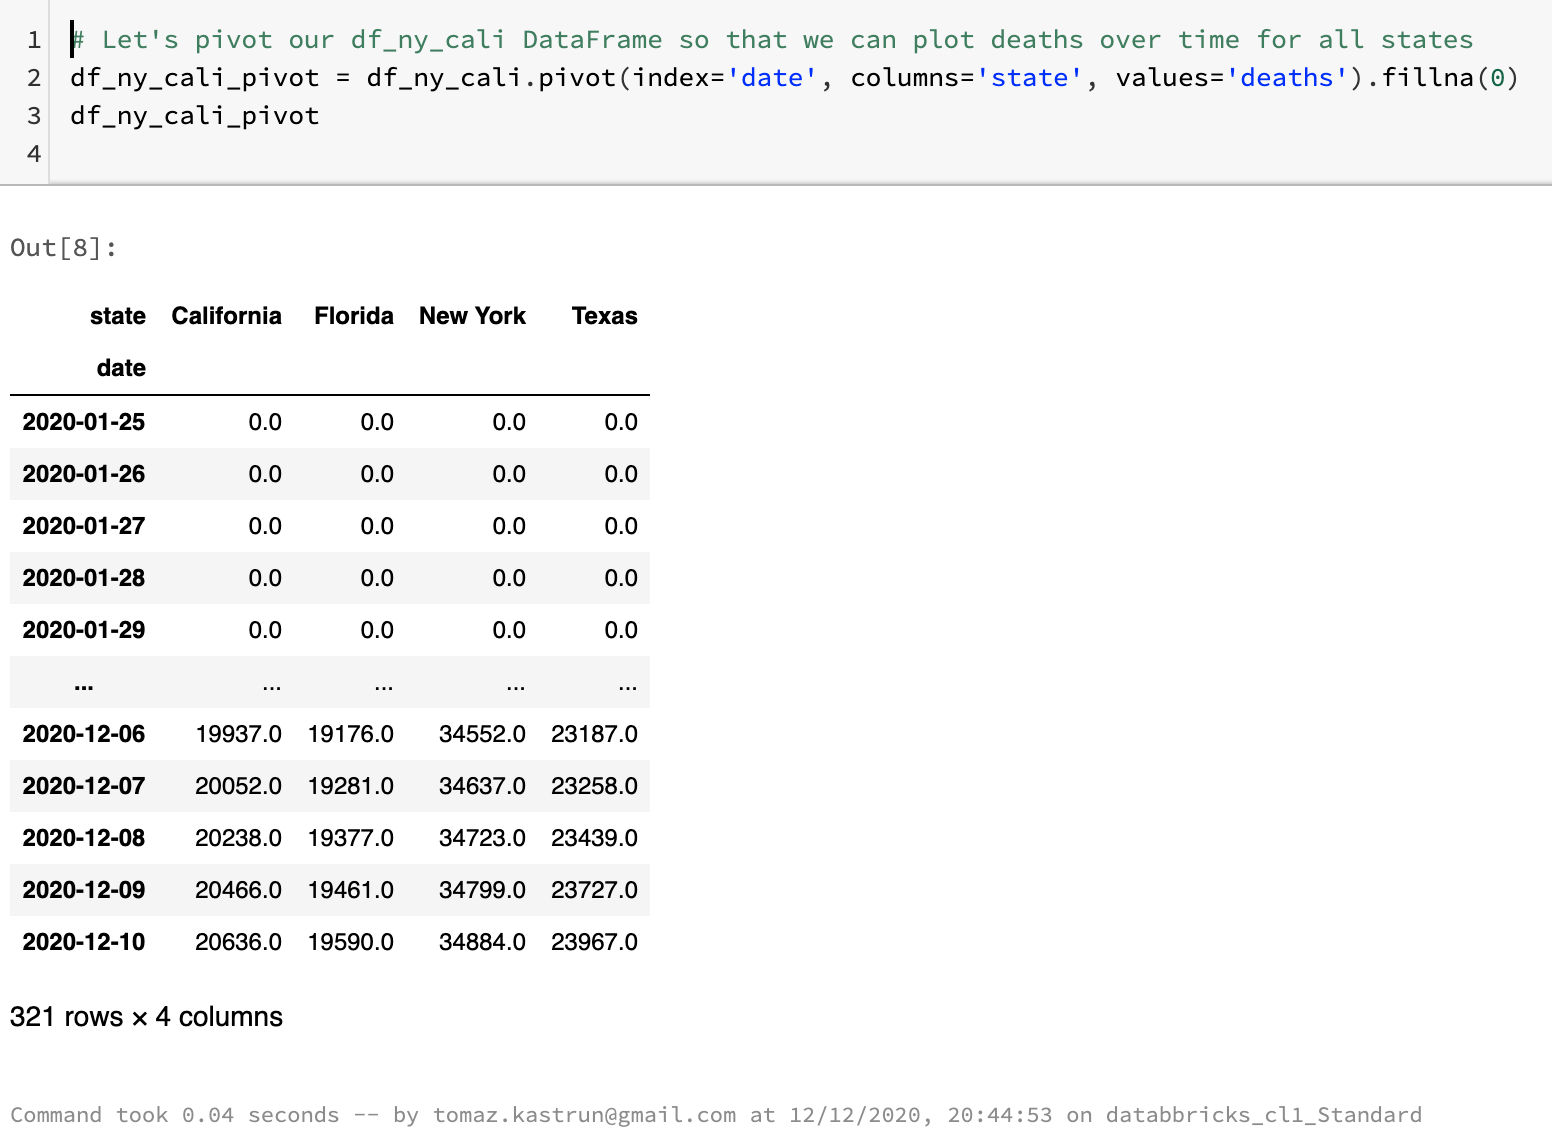 1 # Let's pivot our df_ny_cali DataFrame so that we can plot deaths over time for all states
2 df_ny_cali_pivot = df_ny_cali.pivot(index='date', columns='state', values='deaths').fillna(0)
3 df_ny_cali_pivot
4
Out[8]:
state California Florida New York Texas
date
2020-01-25 0.0 0.0 0.0 0.0
2020-01-26 0.0 0.0 0.0 0.0
2020-01-27 0.0 0.0 0.0 0.0
2020-01-28 0.0 0.0 0.0 0.0
2020-01-29 0.0 0.0 0.0 0.0
... ... ... ... ...
2020-12-06 19937.0 19176.0 34552.0 23187.0
2020-12-07 20052.0 19281.0 34637.0 23258.0
2020-12-08 20238.0 19377.0 34723.0 23439.0
2020-12-09 20466.0 19461.0 34799.0 23727.0
2020-12-10 20636.0 19590.0 34884.0 23967.0
321 rows × 4 columns
Command took 0.04 seconds -- by tomaz.kastrun@gmail.com at 12/12/2020, 20:44:53 on databbricks_cl1_Standard